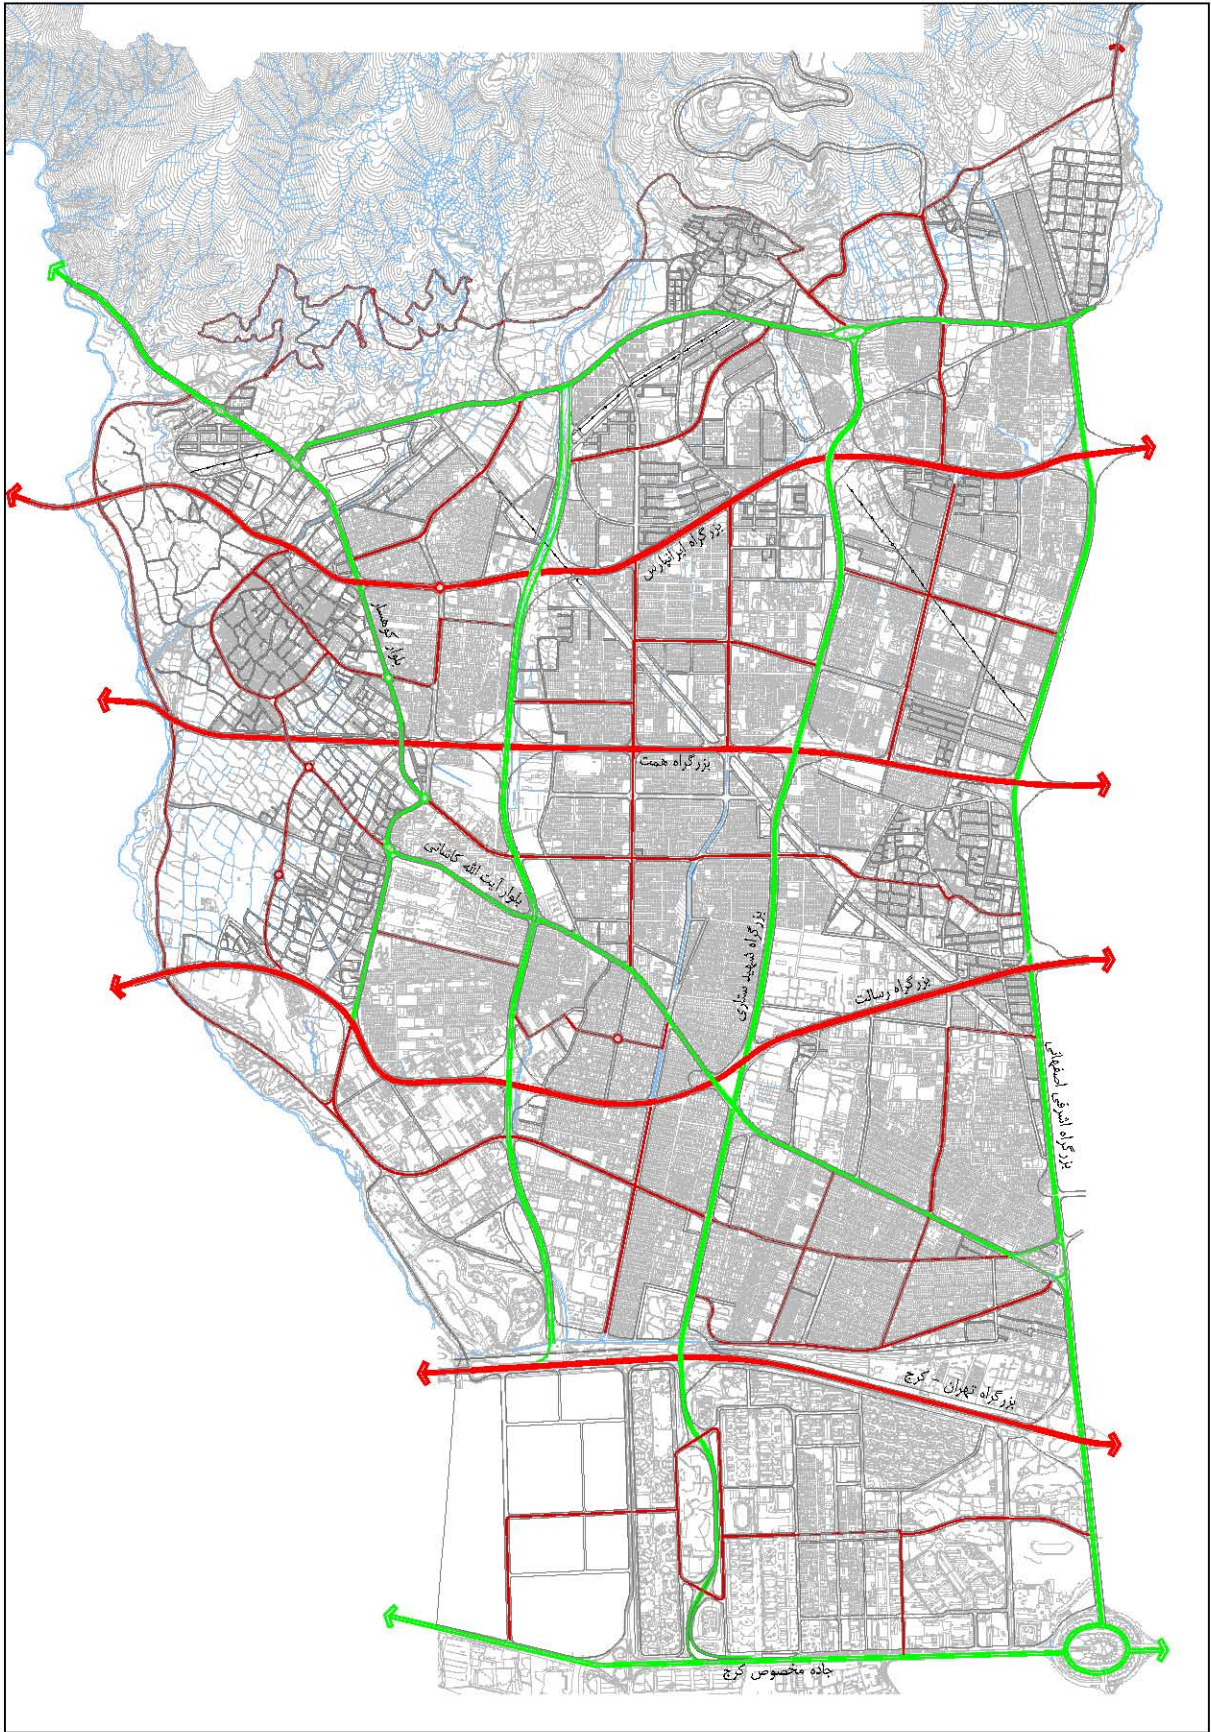 بزرگراه ایرانپارس
بلوار کوهسار
بزرگراه همت
بلوار آیت الله کاشانی
بزرگراه شهید ستاری
بزرگراه رسالت
بزرگراه اشرفی اصفهانی
بزرگراه تهران - کرج
جاده مخصوص کرج